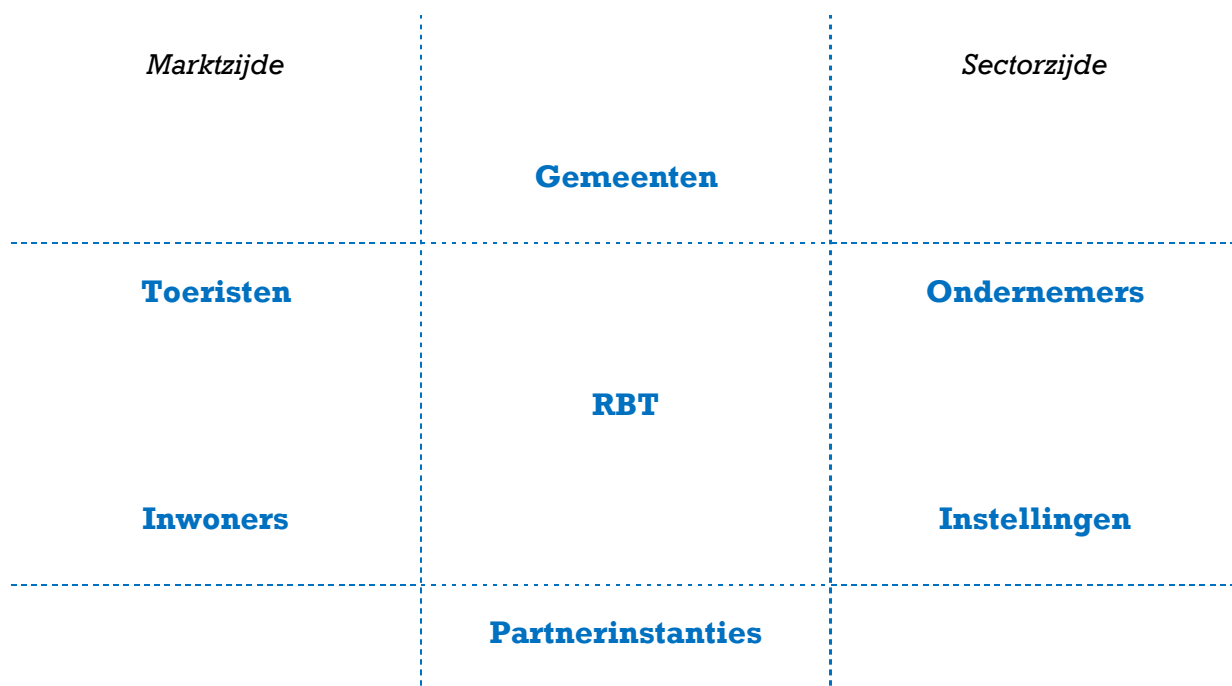 Marktzijde
Sectorzijde
Gemeenten
Toeristen
Ondernemers
RBT
Inwoners
Instellingen
Partnerinstanties